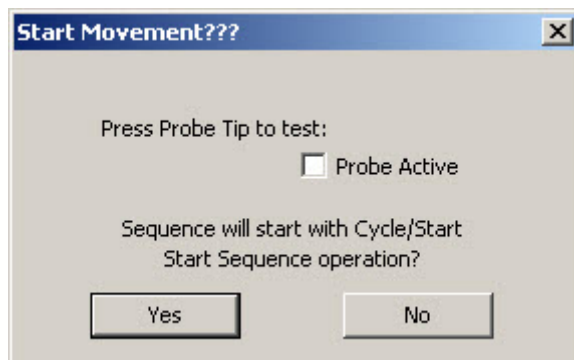 Start Movement???
Press Probe Tip to test:
Probe Active
Sequence will start with Cycle/Start
Start Sequence operation?
Yes
No